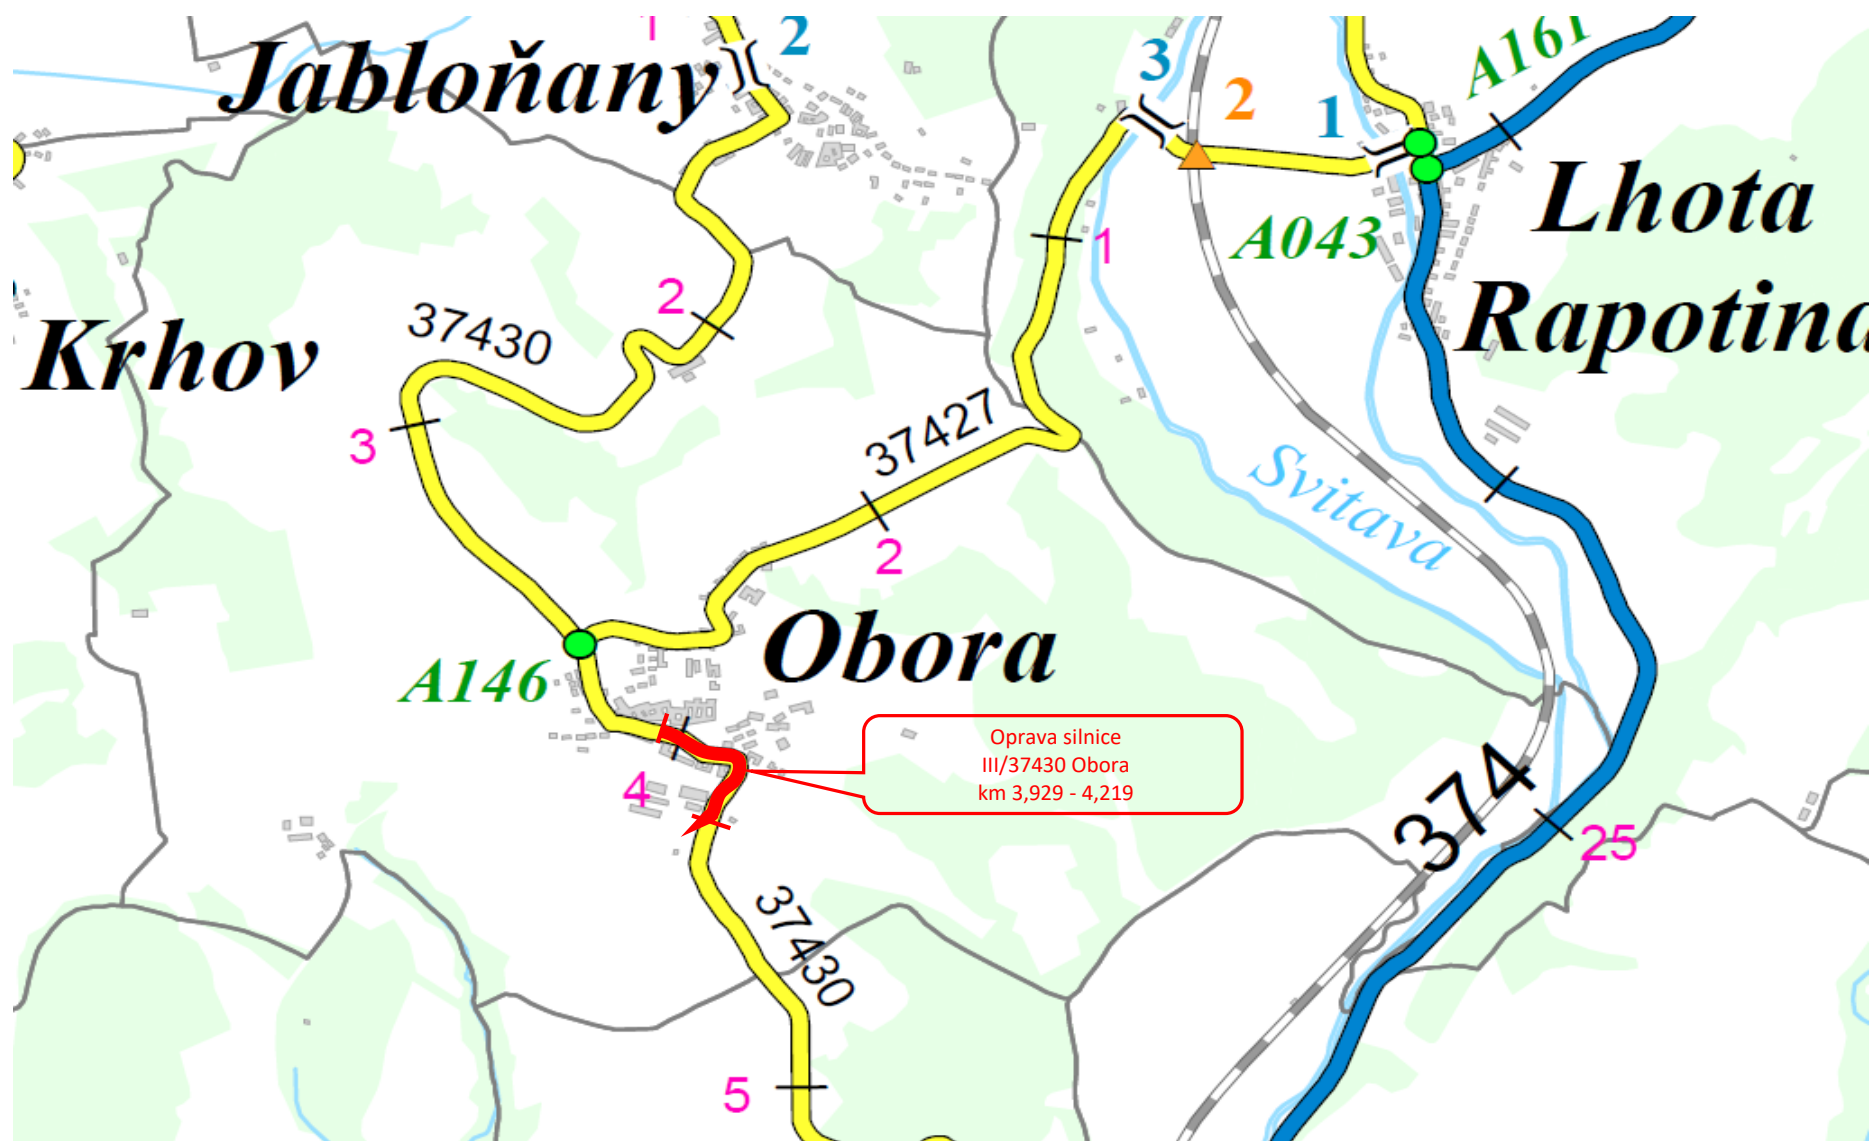 1
2
Jabloňany
3
2
1
A161
Lhota
Rapotina
A043
1
2
37430
Krhov
3
37427
2
Svitava
Obora
A146
Oprava silnice
III/37430 Obora
km 3,929 - 4,219
4
374
25
37430
5